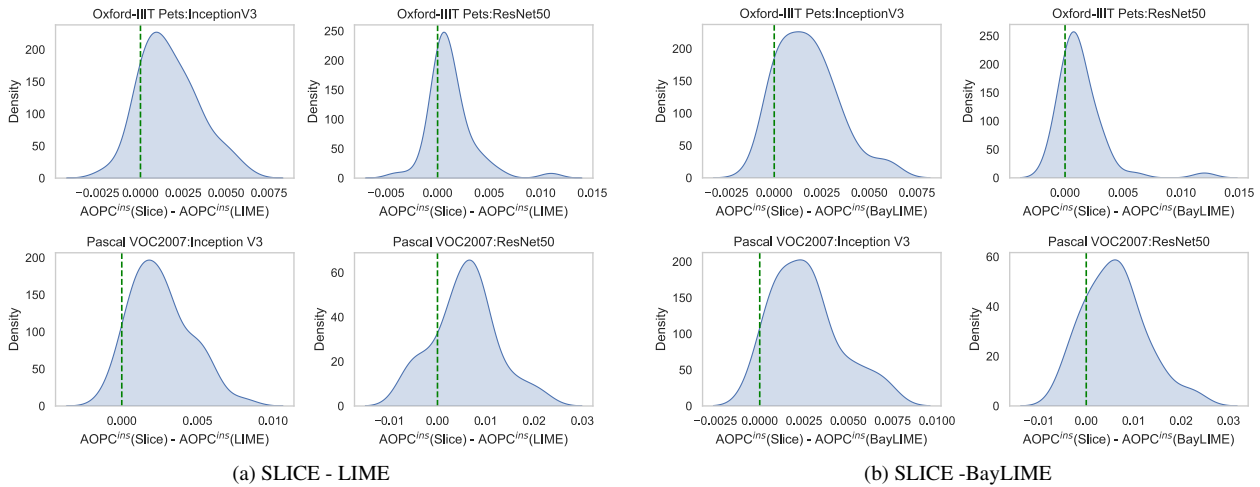 Oxford-IIIT Pets:InceptionV3
Density
200
150
100
50
0
−0.0025 0.0000 0.0025 0.0050 0.0075
AOPCⁱⁿˢ(Slice) - AOPCⁱⁿˢ(LIME)
Oxford-IIIT Pets:ResNet50
Density
250
200
150
100
50
0
−0.005 0.000 0.005 0.010 0.015
AOPCⁱⁿˢ(Slice) - AOPCⁱⁿˢ(LIME)
Pascal VOC2007:Inception V3
Density
200
150
100
50
0
0.000 0.005 0.010
AOPCⁱⁿˢ(Slice) - AOPCⁱⁿˢ(LIME)
Pascal VOC2007:ResNet50
Density
60
40
20
0
−0.01 0.00 0.01 0.02 0.03
AOPCⁱⁿˢ(Slice) - AOPCⁱⁿˢ(LIME)
(a) SLICE - LIME
Oxford-IIIT Pets:InceptionV3
Density
200
150
100
50
0
−0.0025 0.0000 0.0025 0.0050 0.0075
AOPCⁱⁿˢ(Slice) - AOPCⁱⁿˢ(BayLIME)
Oxford-IIIT Pets:ResNet50
Density
250
200
150
100
50
0
0.000 0.005 0.010 0.015
AOPCⁱⁿˢ(Slice) - AOPCⁱⁿˢ(BayLIME)
Pascal VOC2007:Inception V3
Density
200
150
100
50
0
−0.0025 0.0000 0.0025 0.0050 0.0075 0.0100
AOPCⁱⁿˢ(Slice) - AOPCⁱⁿˢ(BayLIME)
Pascal VOC2007:ResNet50
Density
60
40
20
0
−0.01 0.00 0.01 0.02 0.03
AOPCⁱⁿˢ(Slice) - AOPCⁱⁿˢ(BayLIME)
(b) SLICE -BayLIME